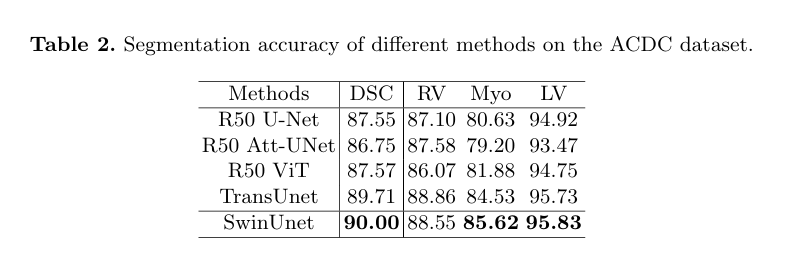 Table 2. Segmentation accuracy of different methods on the ACDC dataset.
Methods DSC RV Myo LV
R50 U-Net 87.55 87.10 80.63 94.92
R50 Att-UNet 86.75 87.58 79.20 93.47
R50 ViT 87.57 86.07 81.88 94.75
TransUnet 89.71 88.86 84.53 95.73
SwinUnet 90.00 88.55 85.62 95.83